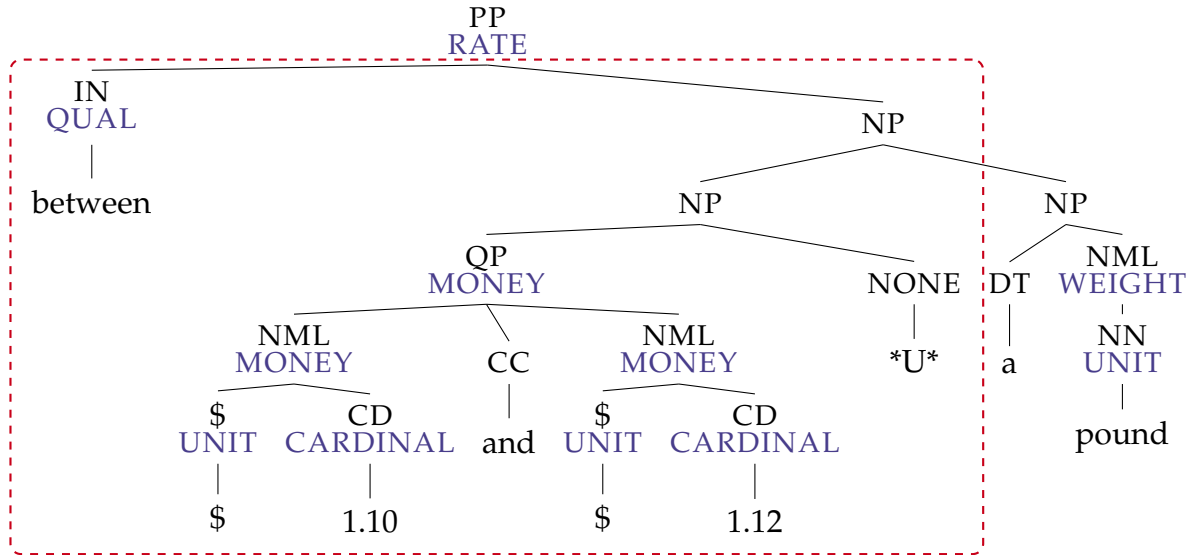 PP
RATE
IN
QUAL
NP
between
NP
NP
QP
MONEY
NONE
DT
NML
WEIGHT
NML
MONEY
CC
NML
MONEY
*U*
a
NN
UNIT
$
UNIT
CD
CARDINAL
and
$
UNIT
CD
CARDINAL
pound
$
1.10
$
1.12